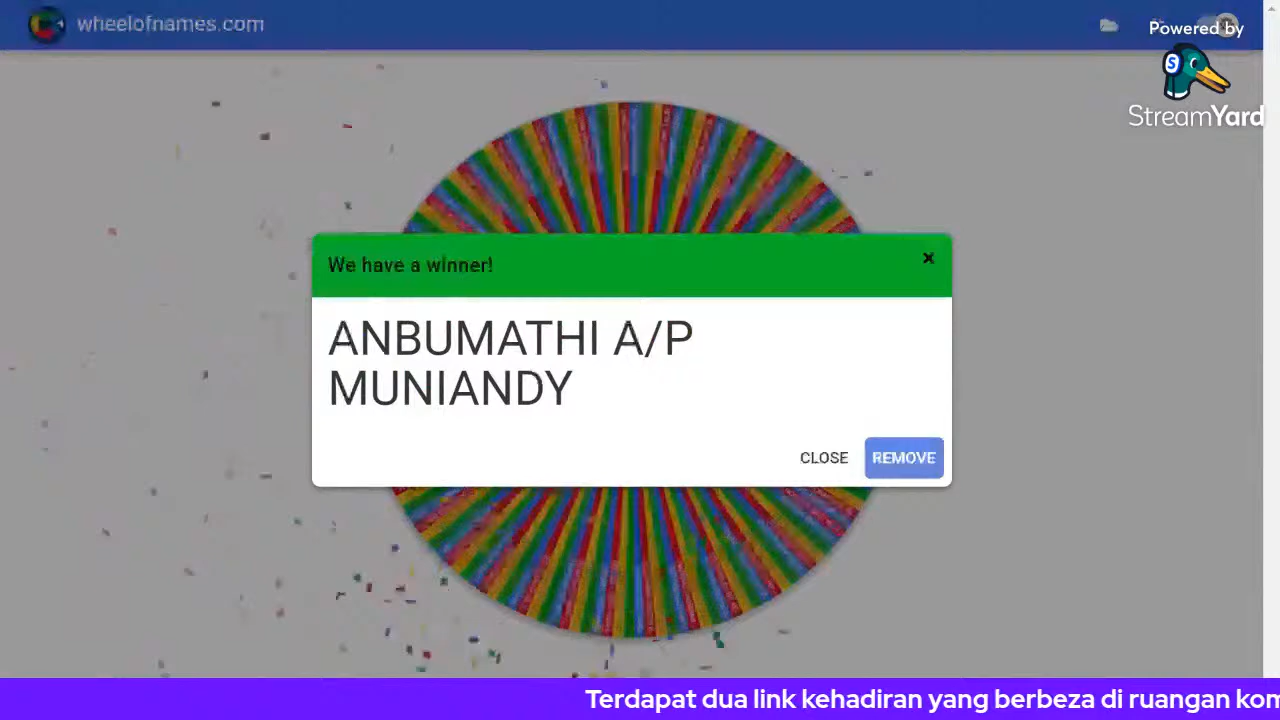 wheelofnames.com
Powered by
StreamYard
We have a winner!
ANBUMATHI A/P
MUNIANDY
CLOSE REMOVE
Terdapat dua link kehadiran yang berbeza di ruangan